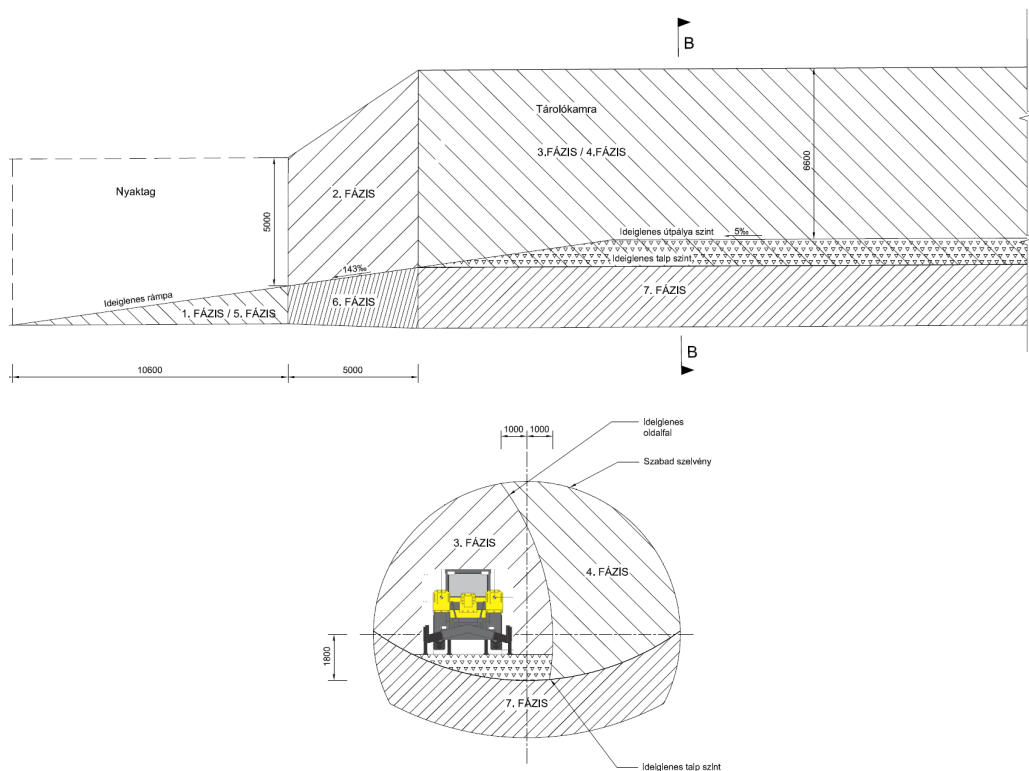 B
Tárolókamra
3.FÁZIS / 4.FÁZIS
6600
Nyaktag
5000
2. FÁZIS
Ideiglenes útpálya szint
5‰
Ideiglenes talp szint
143‰
Ideiglenes rámpa
6. FÁZIS
7. FÁZIS
1. FÁZIS / 5. FÁZIS
B
10600
5000
1000
1000
Ideiglenes
oldalfal
Szabad szelvény
3. FÁZIS
4. FÁZIS
1800
7. FÁZIS
Ideiglenes talp szint